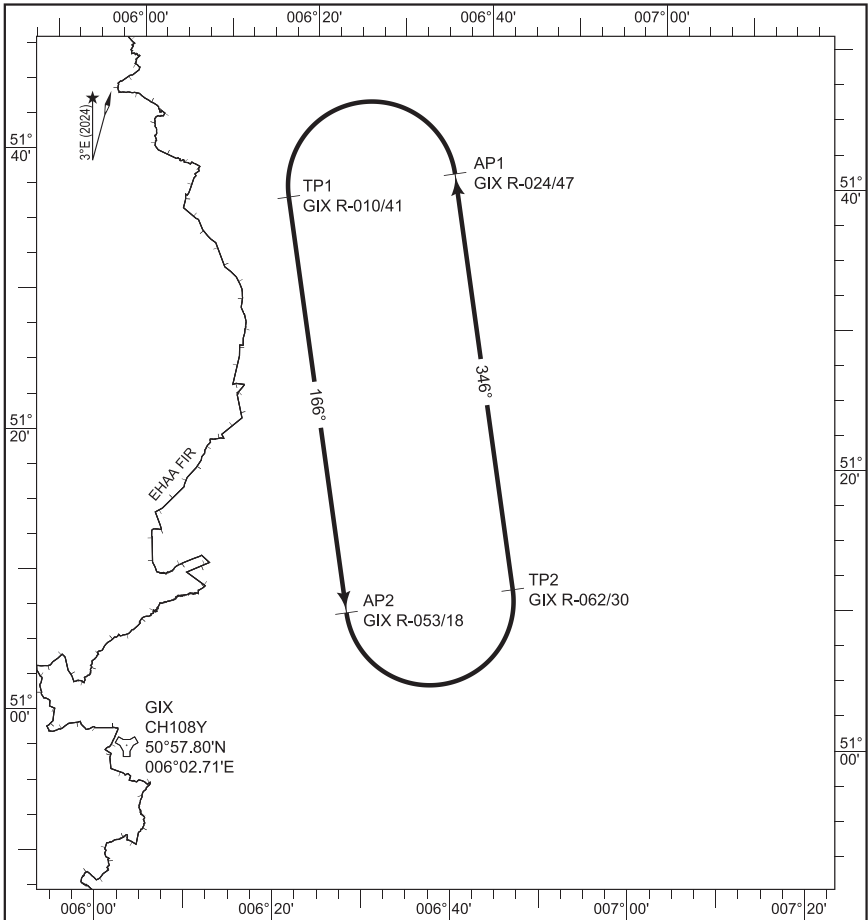 006°00'
006°20'
006°40'
007°00'
3°E (2024)
51°
40'
AP1
GIX R-024/47
TP1
GIX R-010/41
51°
40'
51°
20'
166°
346°
51°
20'
EHAA FIR
TP2
GIX R-062/30
AP2
GIX R-053/18
51°
00'
GIX
CH108Y
50°57.80'N
006°02.71'E
51°
00'
006°00'
006°20'
006°40'
007°00'
007°20'